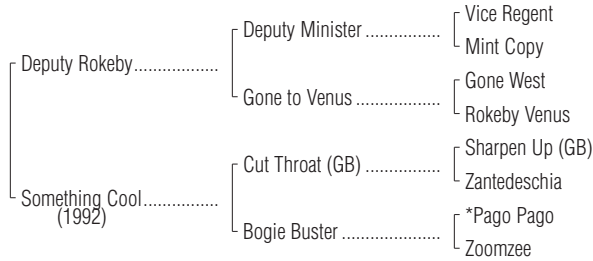 Vice Regent
Deputy Minister .................
Mint Copy
Deputy Rokeby...................
Gone West
Gone to Venus ...................
Rokeby Venus
Sharpen Up (GB)
Cut Throat (GB) .................
Zantedeschia
Something Cool.................
(1992)
*Pago Pago
Bogie Buster ......................
Zoomzee